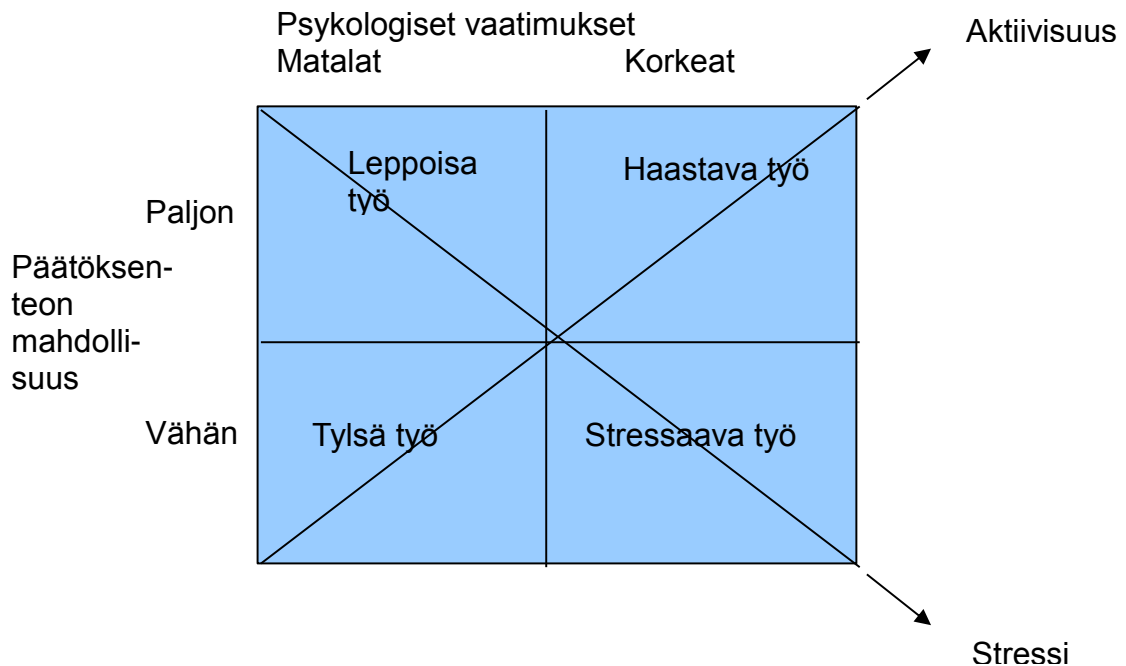 Psykologiset vaatimukset
Aktiivisuus
Matalat
Korkeat
Leppoisa
työ
Haastava työ
Paljon
Päätöksen-
teon
mahdolli-
suus
Vähän
Tylsä työ
Stressaava työ
Stressi